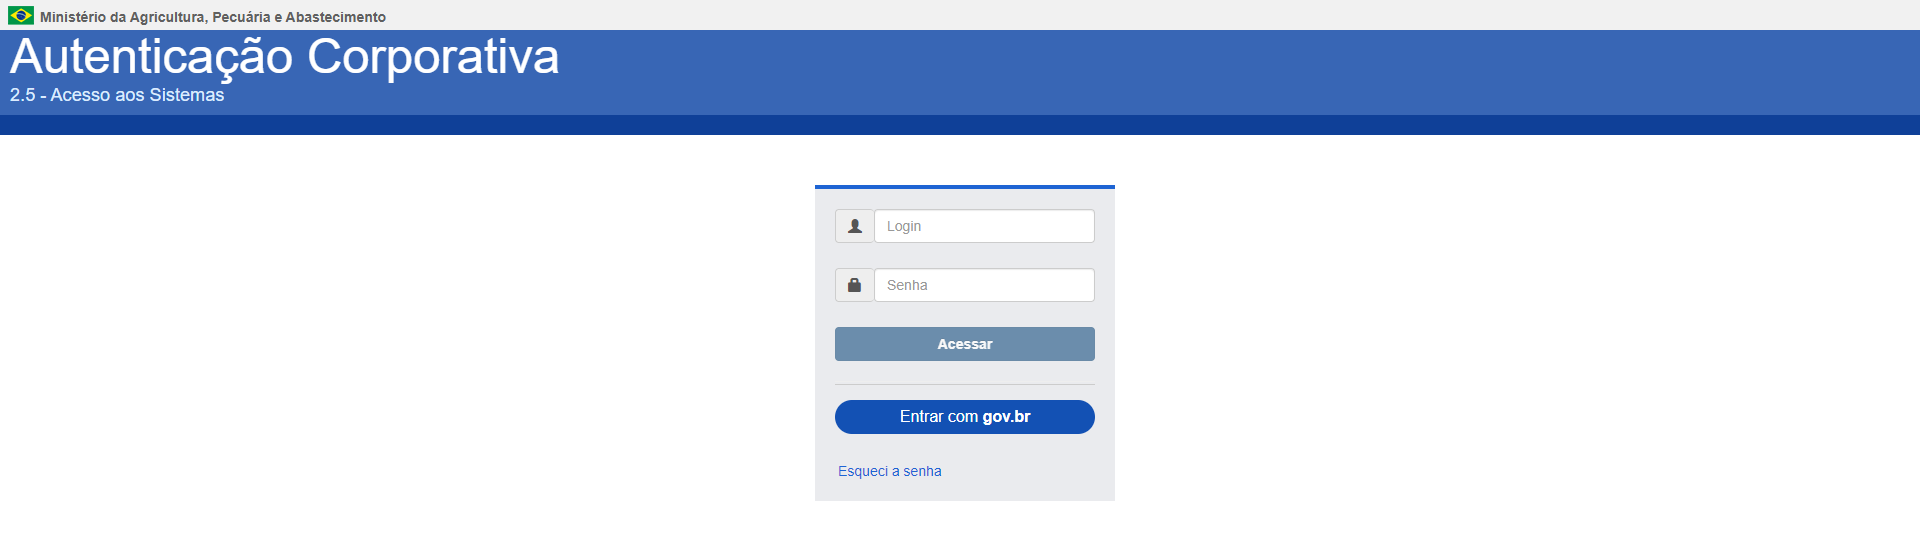 Ministério da Agricultura, Pecuária e Abastecimento
Autenticação Corporativa
2.5 - Acesso aos Sistemas
Login
Senha
Acessar
Entrar com gov.br
Esqueci a senha